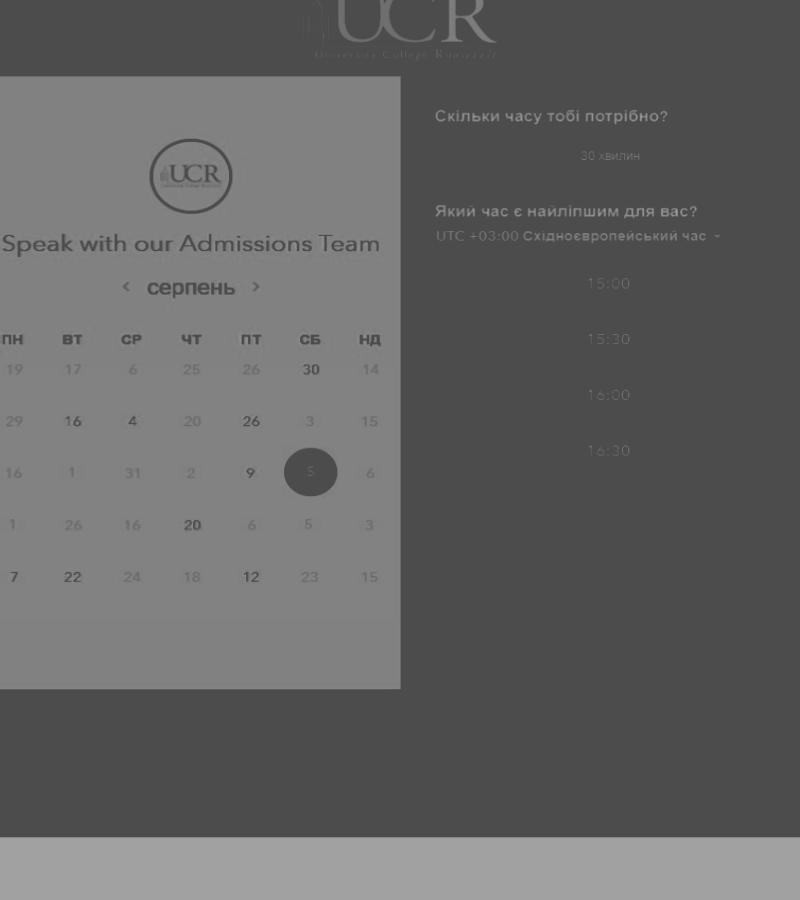 UCR
University College Roosevelt
UCR
Speak with our Admissions Team
серпень
ПН ВТ СР ЧТ ПТ СБ НД
19 17 6 25 26 30 14
29 16 4 20 26 3 15
16 1 31 2 9 5 6
1 26 16 20 6 5 3
7 22 24 18 12 23 15
Скільки часу тобі потрібно?
30 хвилин
Який час є найліпшим для вас?
UTC +03:00 Східноєвропейський час
15:00
15:30
16:00
16:30